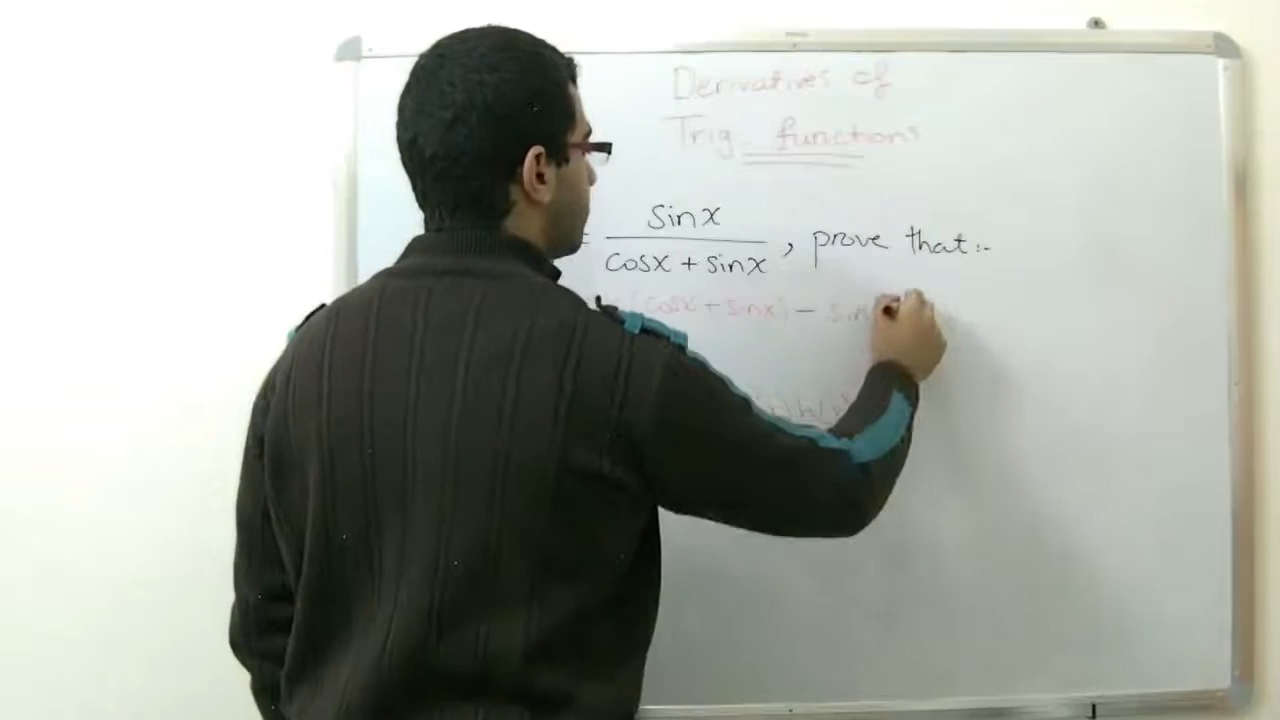 Derivatives of
Trig. functions
= sinx / cosx + sinx , prove that:-
(cosx + sinx) - sin